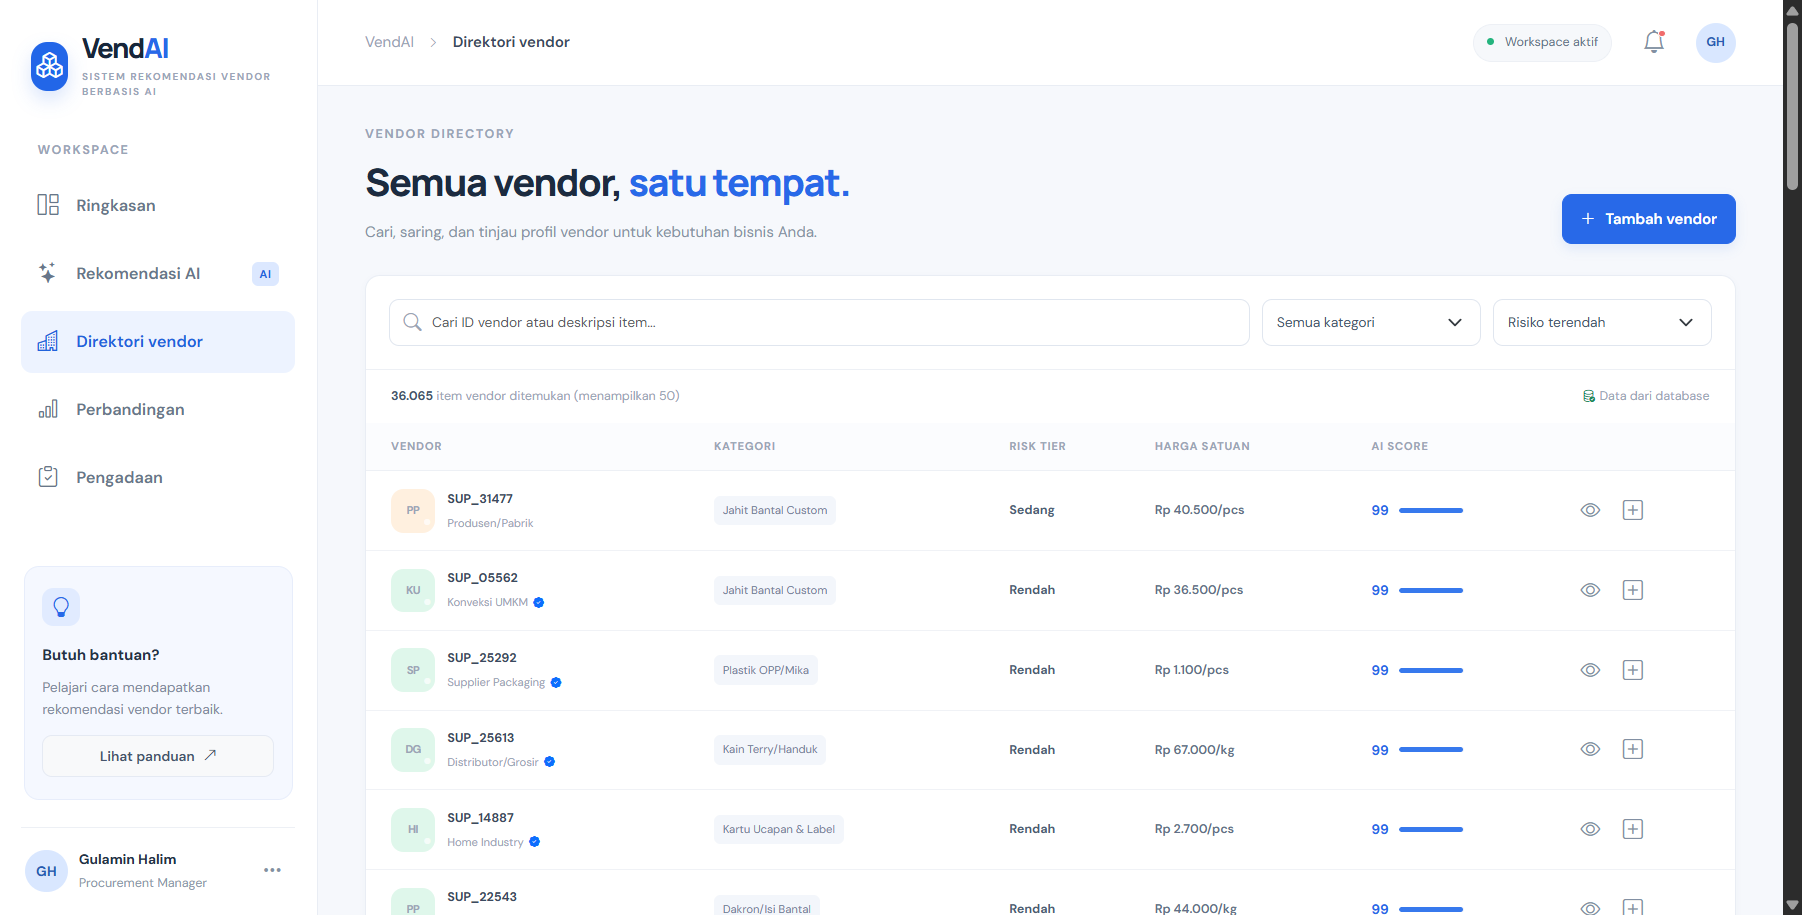 VendAI
SISTEM REKOMENDASI VENDOR
BERBASIS AI
WORKSPACE
Ringkasan
Rekomendasi AI
AI
Direktori vendor
Perbandingan
Pengadaan
Butuh bantuan?
Pelajari cara mendapatkan
rekomendasi vendor terbaik.
Lihat panduan
GH
Gulamin Halim
Procurement Manager
VendAI
Direktori vendor
Workspace aktif
GH
VENDOR DIRECTORY
Semua vendor, satu tempat.
Cari, saring, dan tinjau profil vendor untuk kebutuhan bisnis Anda.
+ Tambah vendor
Cari ID vendor atau deskripsi item...
Semua kategori
Risiko terendah
36.065 item vendor ditemukan (menampilkan 50)
Data dari database
VENDOR KATEGORI RISK TIER HARGA SATUAN AI SCORE
PP
SUP_31477
Produsen/Pabrik
Jahit Bantal Custom
Sedang
Rp 40.500/pcs
99
KU
SUP_05562
Konveksi UMKM
Jahit Bantal Custom
Rendah
Rp 36.500/pcs
99
SP
SUP_25292
Supplier Packaging
Plastik OPP/Mika
Rendah
Rp 1.100/pcs
99
DG
SUP_25613
Distributor/Grosir
Kain Terry/Handuk
Rendah
Rp 67.000/kg
99
HI
SUP_14887
Home Industry
Kartu Ucapan & Label
Rendah
Rp 2.700/pcs
99
PP
SUP_22543
Dakron/Isi Bantal
Rendah
Rp 44.000/kg
99